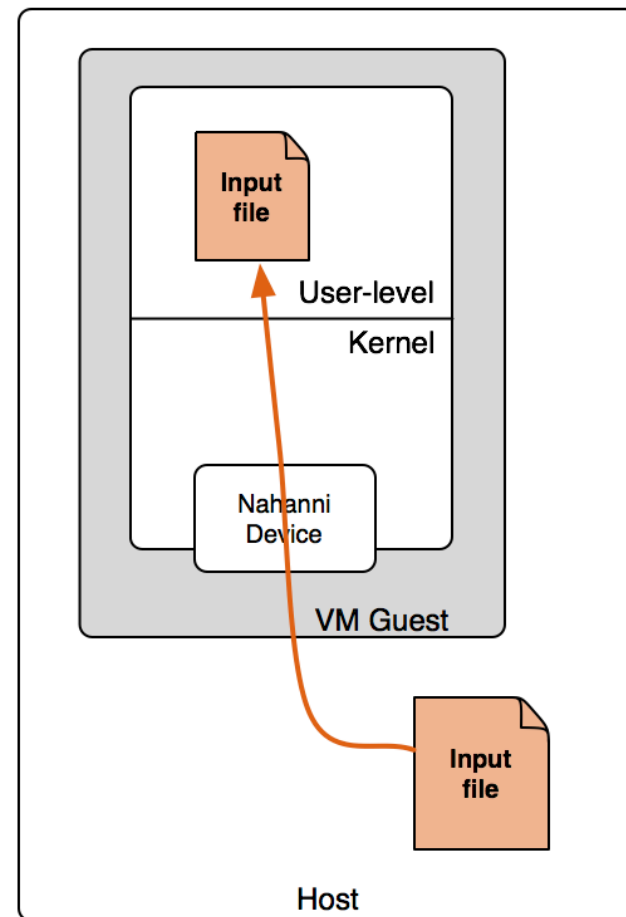 Input
file
User-level
Kernel
Nahanni
Device
VM Guest
Input
file
Host